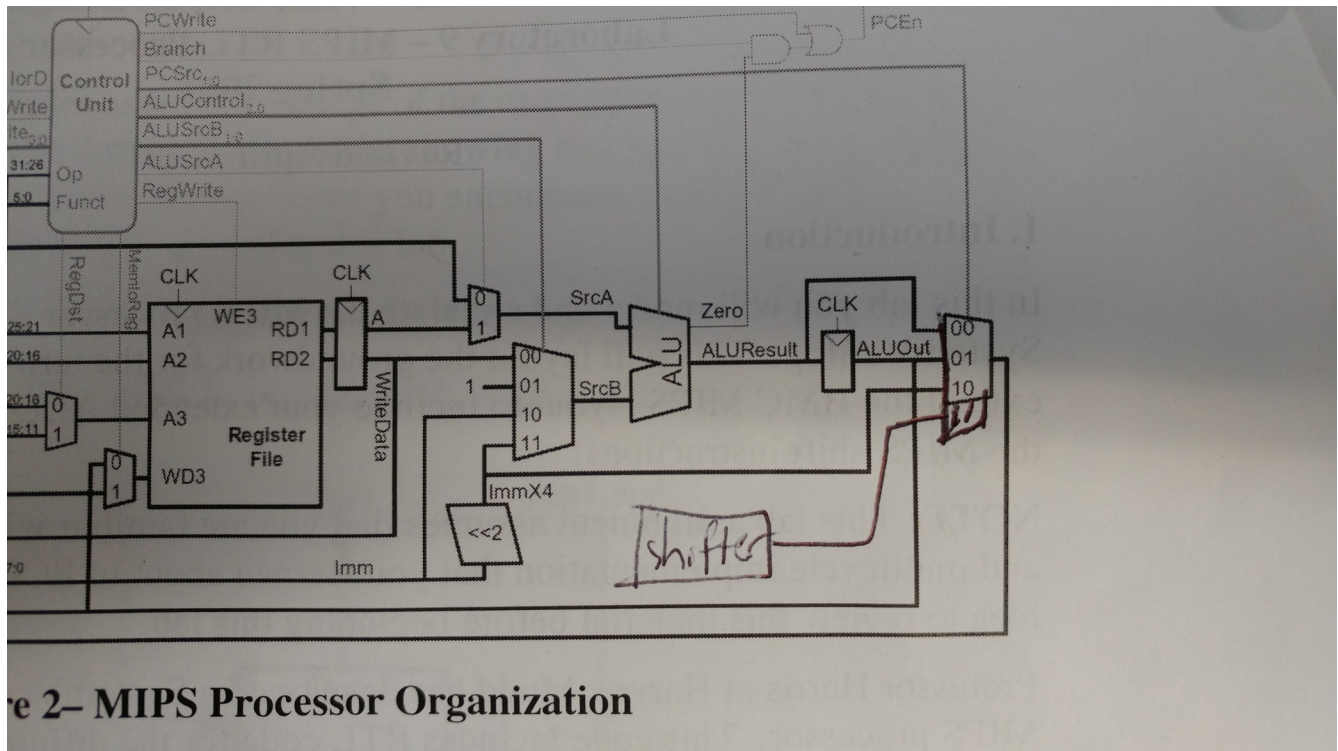 PCWrite
PCEn
Branch
IorD
Control
Unit
PCSrc1:0
Write
ALUControl2:0
ALUSrcB1:0
31:26
Op
ALUSrcA
5:0
Funct
RegWrite
RegDst
MemtoReg
CLK
CLK
WE3
25:21
A1
RD1
A
0
1
SrcA
Zero
CLK
00
20:16
A2
RD2
00
ALU
ALUResult
ALUOut
01
1
01
SrcB
10
11
20:16
0
A3
WriteData
10
15:11
1
Register
File
11
0
WD3
1
ImmX4
<<2
shifter
7:0
Imm
re 2– MIPS Processor Organization